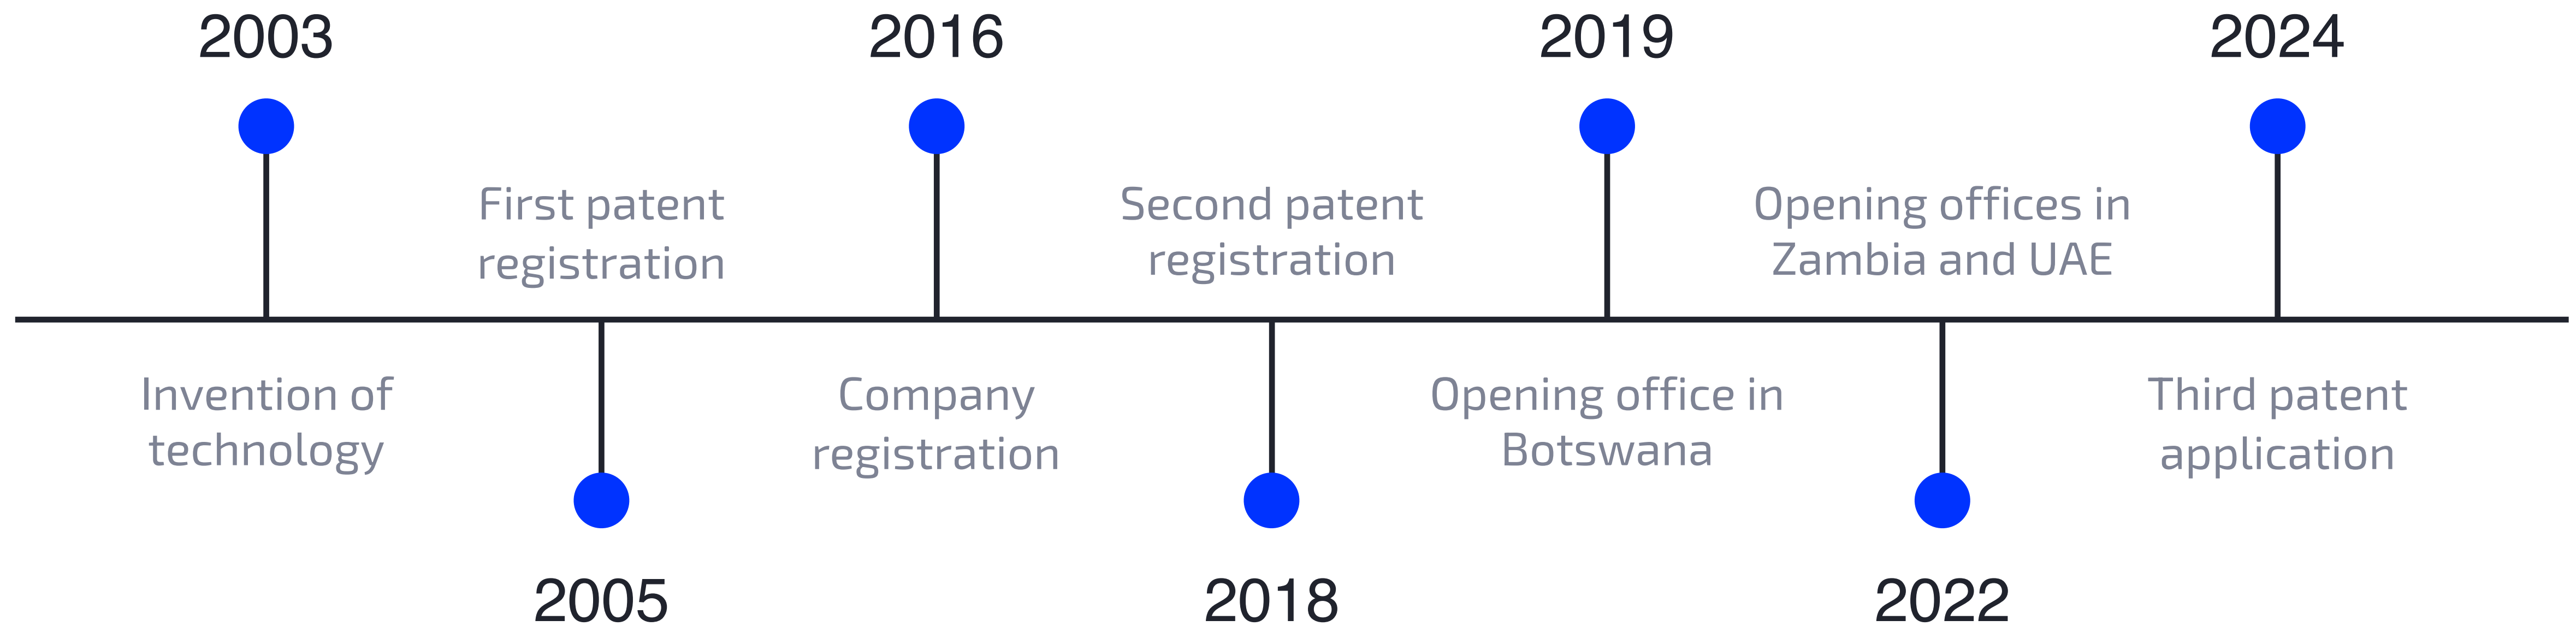 2003
2016
2019
2024
First patent
registration
Second patent
registration
Opening offices in
Zambia and UAE
Invention of
technology
Company
registration
Opening office in
Botswana
Third patent
application
2005
2018
2022